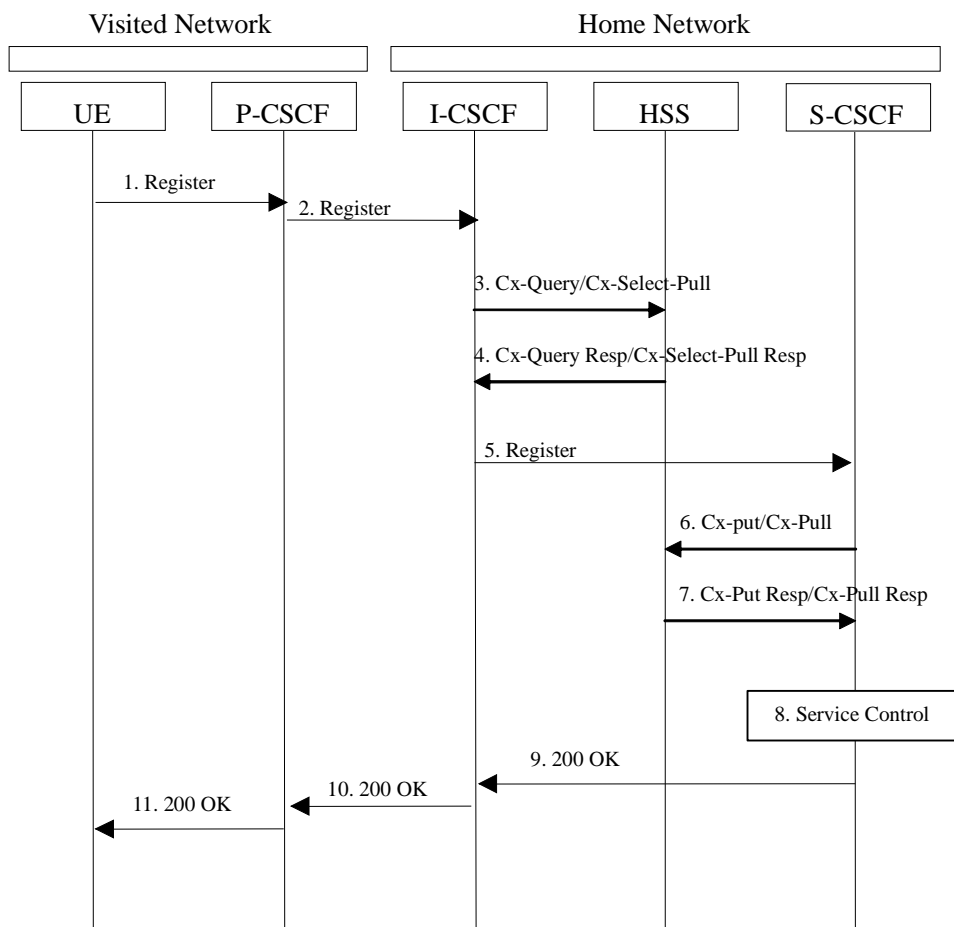 Visited Network
Home Network
UE
P-CSCF
I-CSCF
HSS
S-CSCF
1. Register
2. Register
3. Cx-Query/Cx-Select-Pull
4. Cx-Query Resp/Cx-Select-Pull Resp
5. Register
6. Cx-put/Cx-Pull
7. Cx-Put Resp/Cx-Pull Resp
8. Service Control
9. 200 OK
10. 200 OK
11. 200 OK